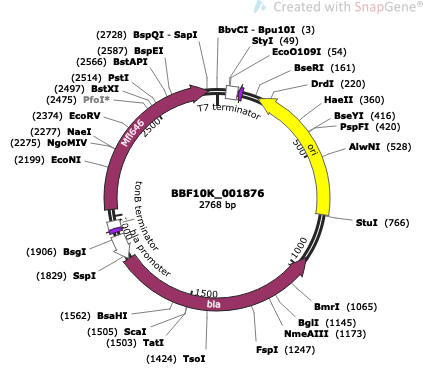 Created with SnapGene®
(2728) BspQI - SapI
BbvCI - Bpu10I (3)
(2587) BspEI
StyI (49)
(2566) BstAPI
EcoO109I (54)
(2514) PstI
BseRI (161)
(2497) BstXI
DrdI (220)
(2475) PfoI*
HaeII (360)
(2374) EcoRV
BseYI (416)
(2277) NaeI
PspFI (420)
(2275) NgoMIV
AlwNI (528)
(2199) EcoNI
T7 terminator
Mfl646
2500
500
ori
BBF10K_001876
2768 bp
tonB terminator
bla promoter
StuI (766)
1000
(1906) BsgI
(1829) SspI
1500
bla
BmrI (1065)
(1562) BsaHI
BglI (1145)
(1505) ScaI
NmeAIII (1173)
(1503) TatI
FspI (1247)
(1424) TsoI